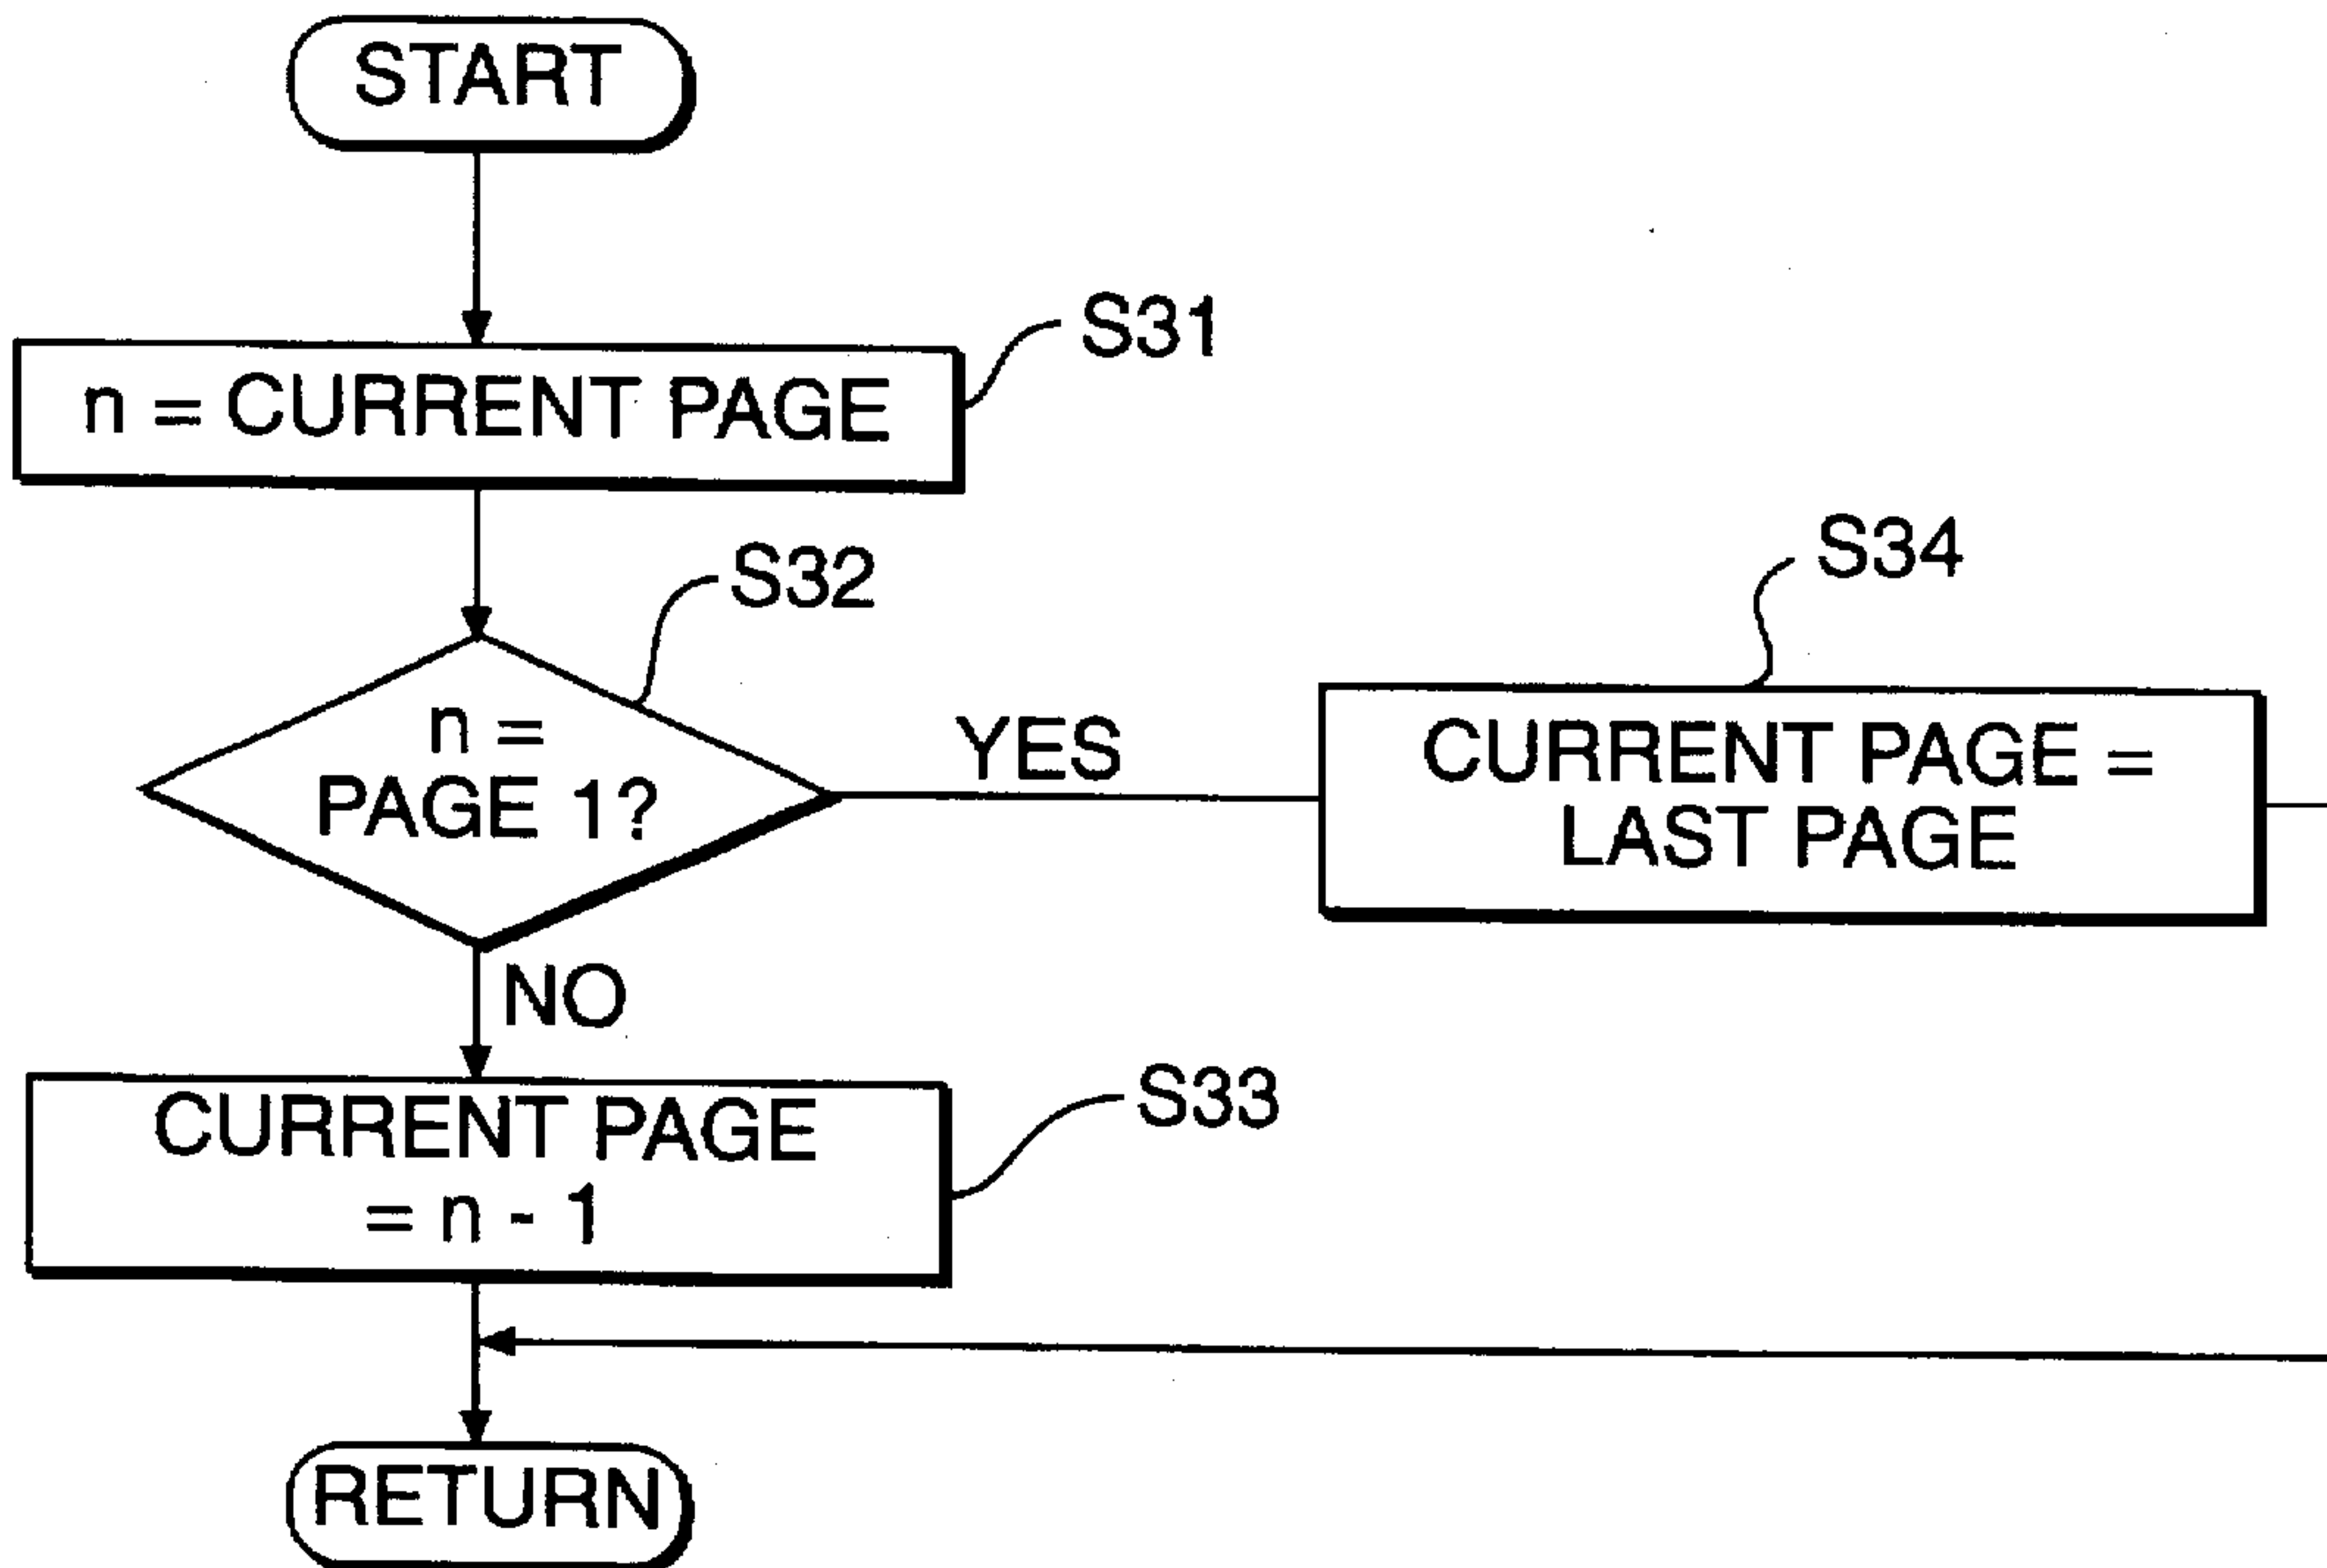 START
n = CURRENT PAGE
S31
S32
n =
PAGE 1?
YES
S34
CURRENT PAGE =
LAST PAGE
NO
CURRENT PAGE
= n - 1
S33
RETURN